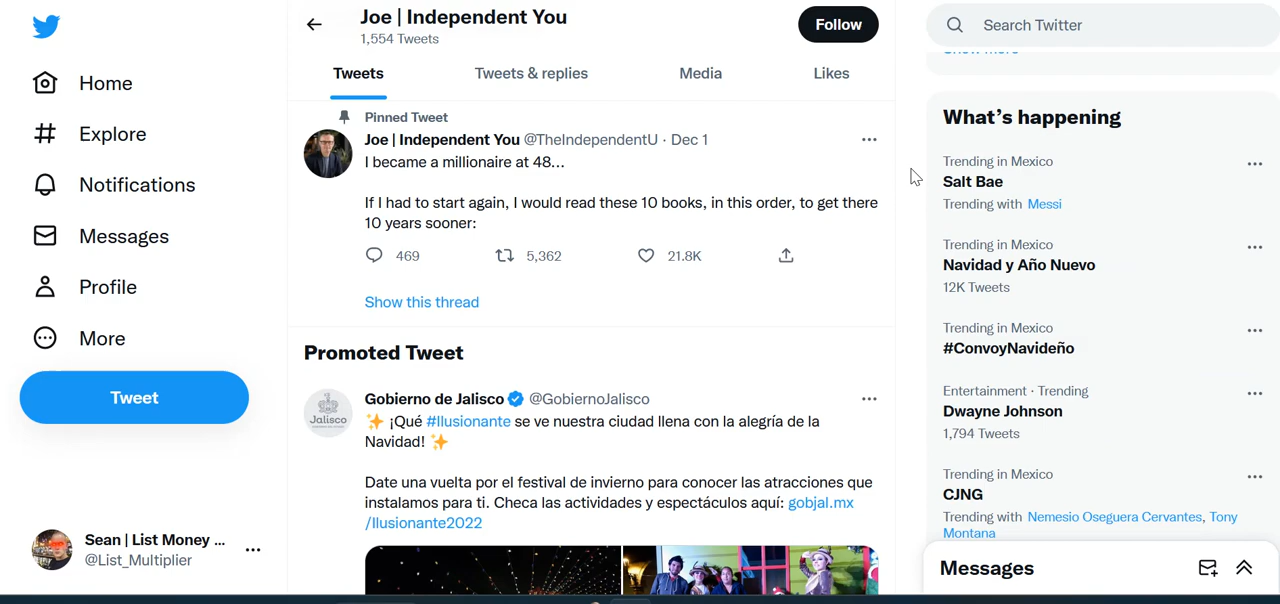 Home
Explore
Notifications
Messages
Profile
More
Tweet
Sean | List Money ...
@List_Multiplier
Joe | Independent You
1,554 Tweets
Follow
Tweets
Tweets & replies
Media
Likes
Pinned Tweet
Joe | Independent You @TheIndependentU · Dec 1
I became a millionaire at 48...
If I had to start again, I would read these 10 books, in this order, to get there
10 years sooner:
469
5,362
21.8K
Show this thread
Promoted Tweet
Jalisco
Gobierno de Jalisco @GobiernoJalisco
✨ ¡Qué #Ilusionante se ve nuestra ciudad llena con la alegría de la
Navidad! ✨
Date una vuelta por el festival de invierno para conocer las atracciones que
instalamos para ti. Checa las actividades y espectáculos aquí: gobjal.mx
/Ilusionante2022
Search Twitter
Show more
What's happening
Trending in Mexico
Salt Bae
Trending with Messi
Trending in Mexico
Navidad y Año Nuevo
12K Tweets
Trending in Mexico
#ConvoyNavideño
Entertainment · Trending
Dwayne Johnson
1,794 Tweets
Trending in Mexico
CJNG
Trending with Nemesio Oseguera Cervantes, Tony
Montana
Messages